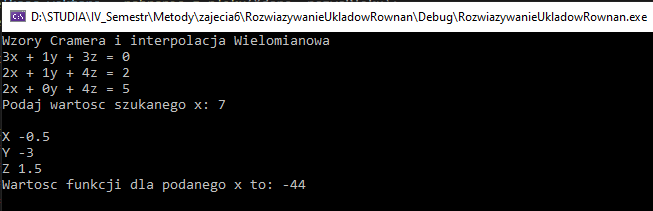 D:\STUDIA\IV_Semestr\Metody\zajecia6\RozwiazywanieUkladowRownan\Debug\RozwiazywanieUkladowRownan.exe
Wzory Cramera i interpolacja Wielomianowa
3x + 1y + 3z = 0
2x + 1y + 4z = 2
2x + 0y + 4z = 5
Podaj wartosc szukanego x: 7
X -0.5
Y -3
Z 1.5
Wartosc funkcji dla podanego x to: -44